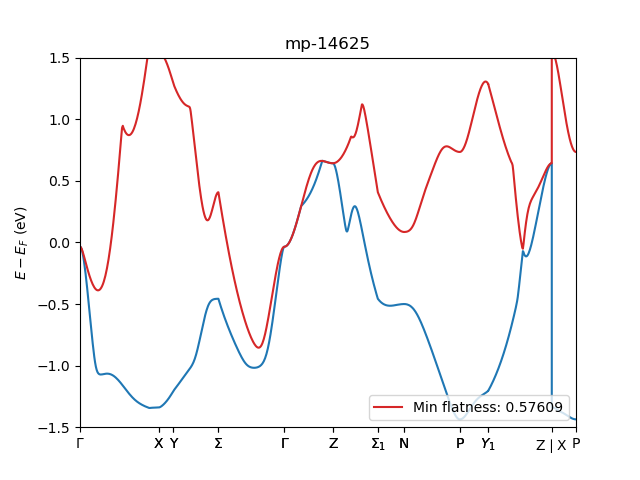 mp-14625
E − E_F (eV)
1.5
1.0
0.5
0.0
−0.5
−1.0
−1.5
Min flatness: 0.57609
Γ X Y Σ Γ Z Σ₁ N P Y₁ Z | X P